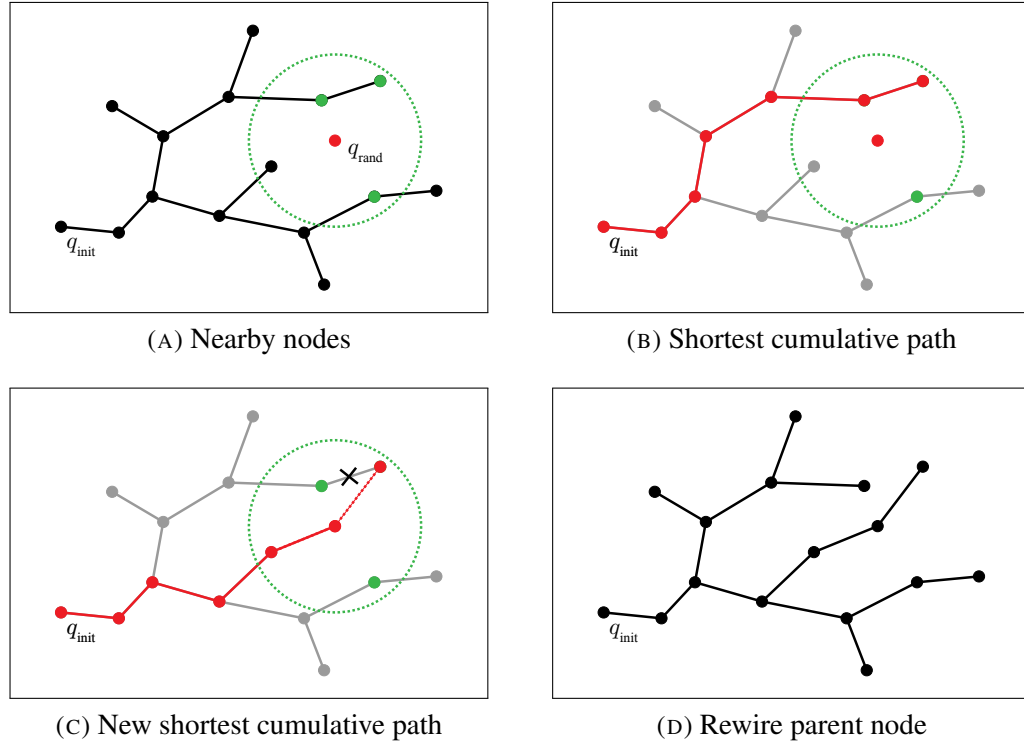 q_rand
q_init
q_init
(A) Nearby nodes
(B) Shortest cumulative path
q_init
q_init
(C) New shortest cumulative path
(D) Rewire parent node